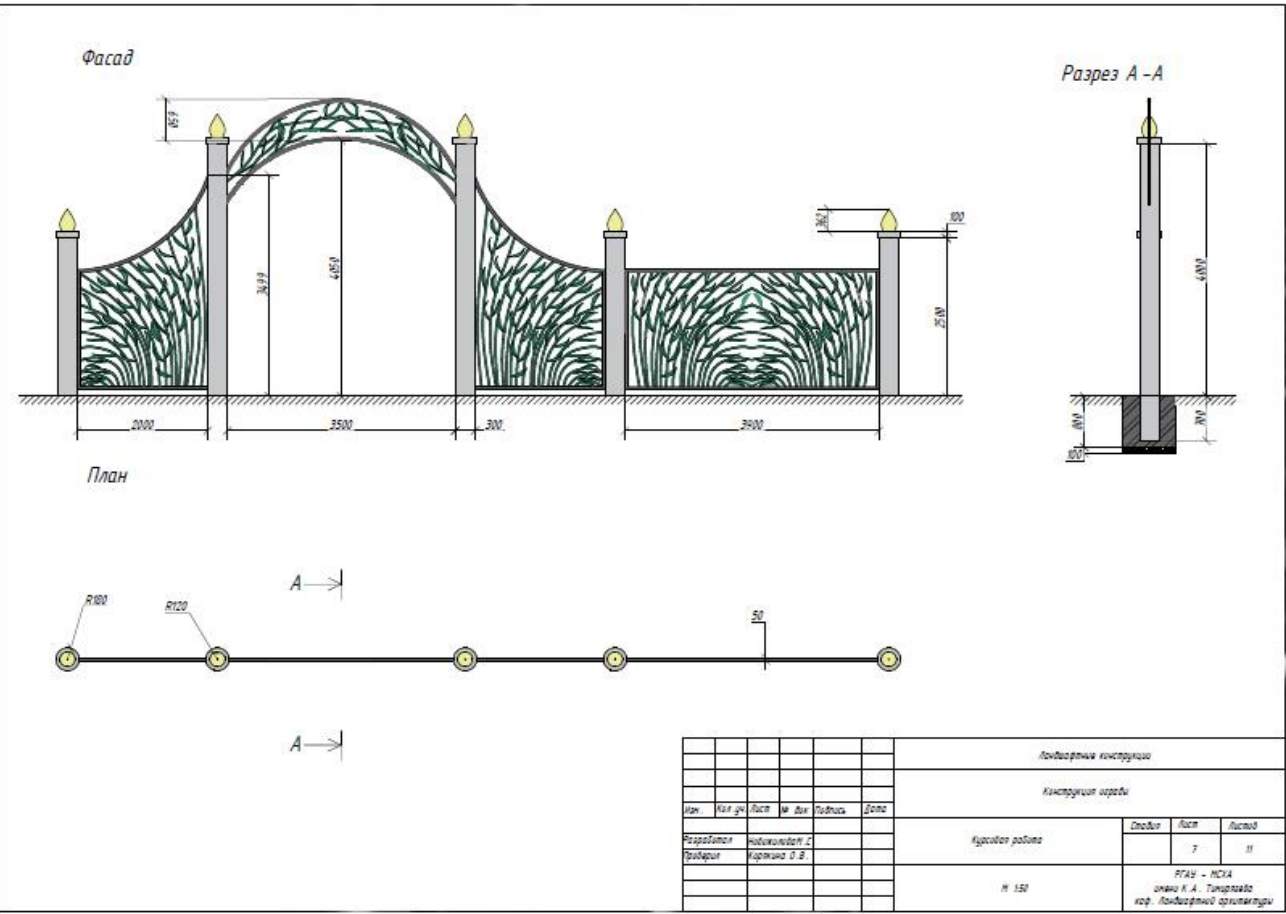 Фасад
Разрез А-А
650
362
100
3499
4050
2500
4000
2000
3500
300
3400
800
700
100
План
А
R180
R120
50
А
Ландшафтные конструкции
Конструкция ограды
Изм. Кол.уч. Лист № док Подпись Дата
Курсовая работа
Стадия Лист Листов
Разработал
7 11
Проверил Карпкина О.В.
М 1:50
РГАУ - МСХА
имени К.А. Тимирязева
каф. Ландшафтной архитектуры